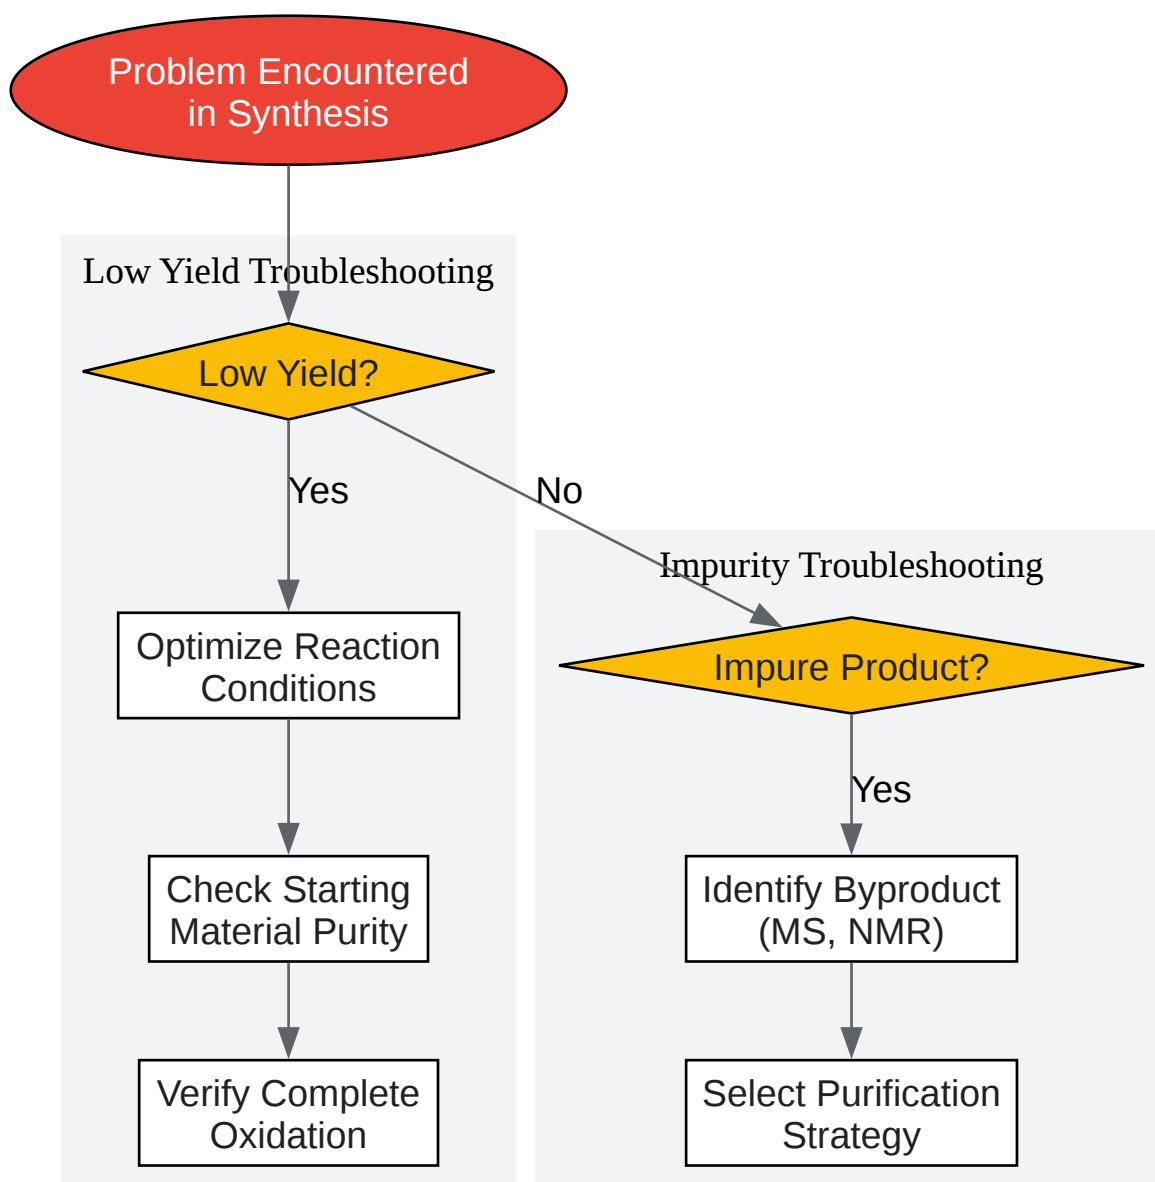 Problem Encountered
in Synthesis
Low Yield Troubleshooting
Low Yield?
Yes
No
Optimize Reaction
Conditions
Check Starting
Material Purity
Verify Complete
Oxidation
Impurity Troubleshooting
Impure Product?
Yes
Identify Byproduct
(MS, NMR)
Select Purification
Strategy